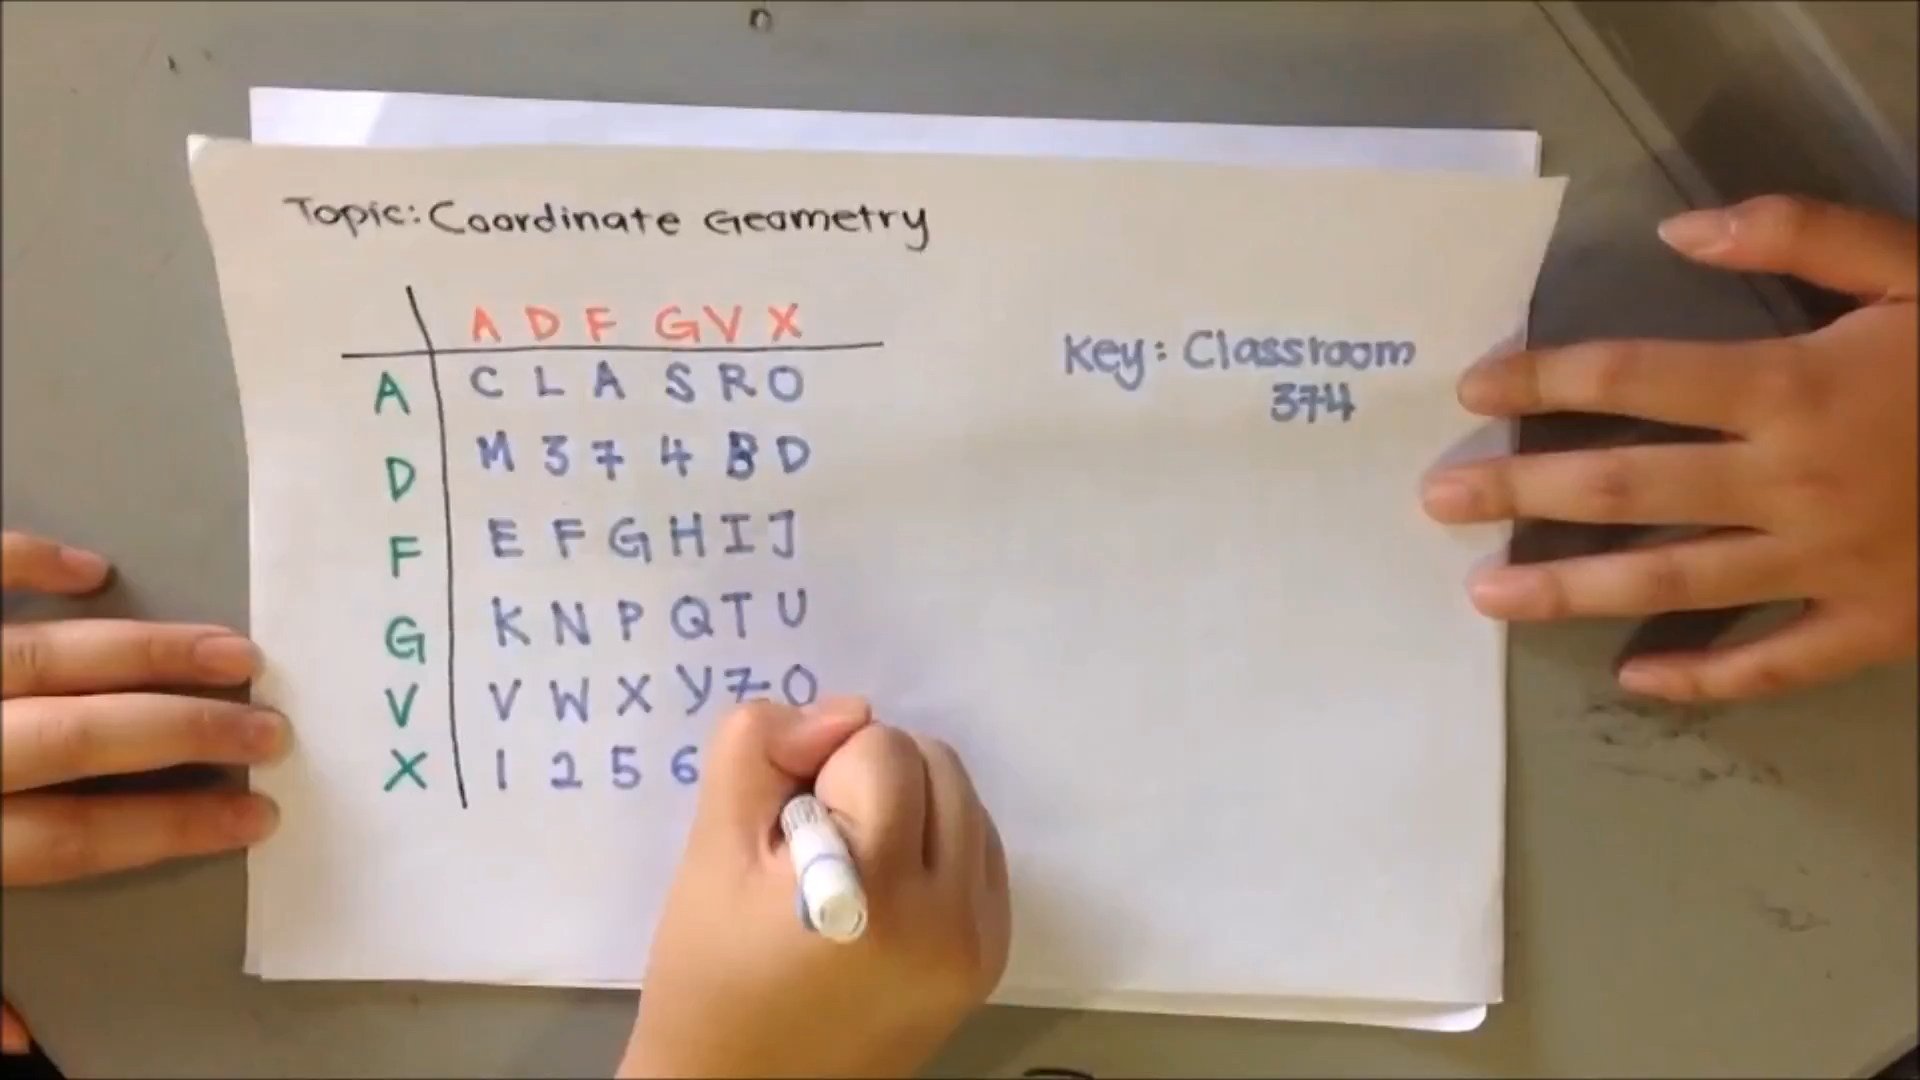 Topic: Coordinate Geometry
A D F G V X
A C L A S R O
D M 3 7 4 B D
F E F G H I J
G K N P Q T U
V V W X Y Z 0
X 1 2 5 6
Key: Classroom
374